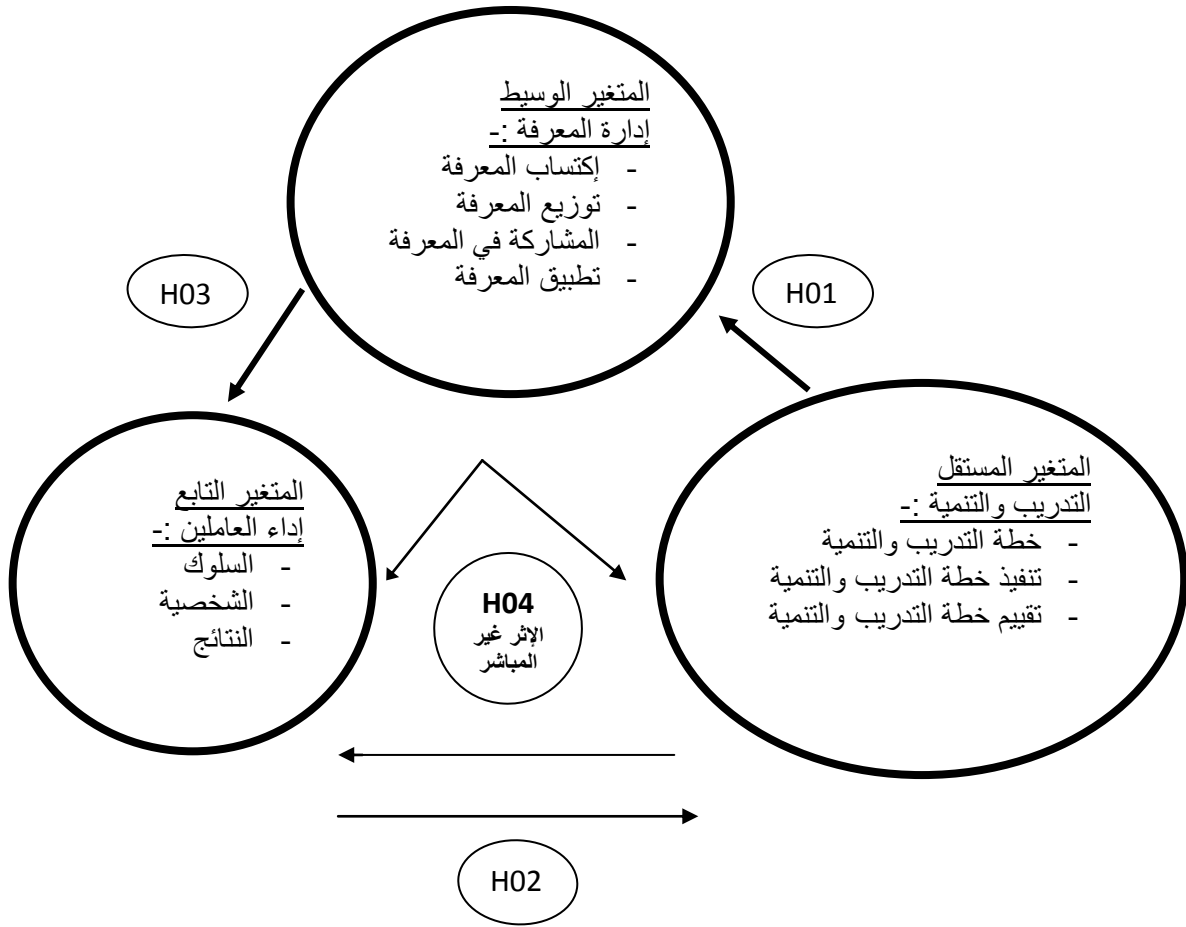 المتغير الوسيط
إدارة المعرفة :-
- إكتساب المعرفة
- توزيع المعرفة
- المشاركة في المعرفة
- تطبيق المعرفة
H03
H01
المتغير المستقل
التدريب والتنمية :-
- خطة التدريب والتنمية
- تنفيذ خطة التدريب والتنمية
- تقييم خطة التدريب والتنمية
المتغير التابع
إداء العاملين :-
- السلوك
- الشخصية
- النتائج
H04
الإثر غير
المباشر
H02